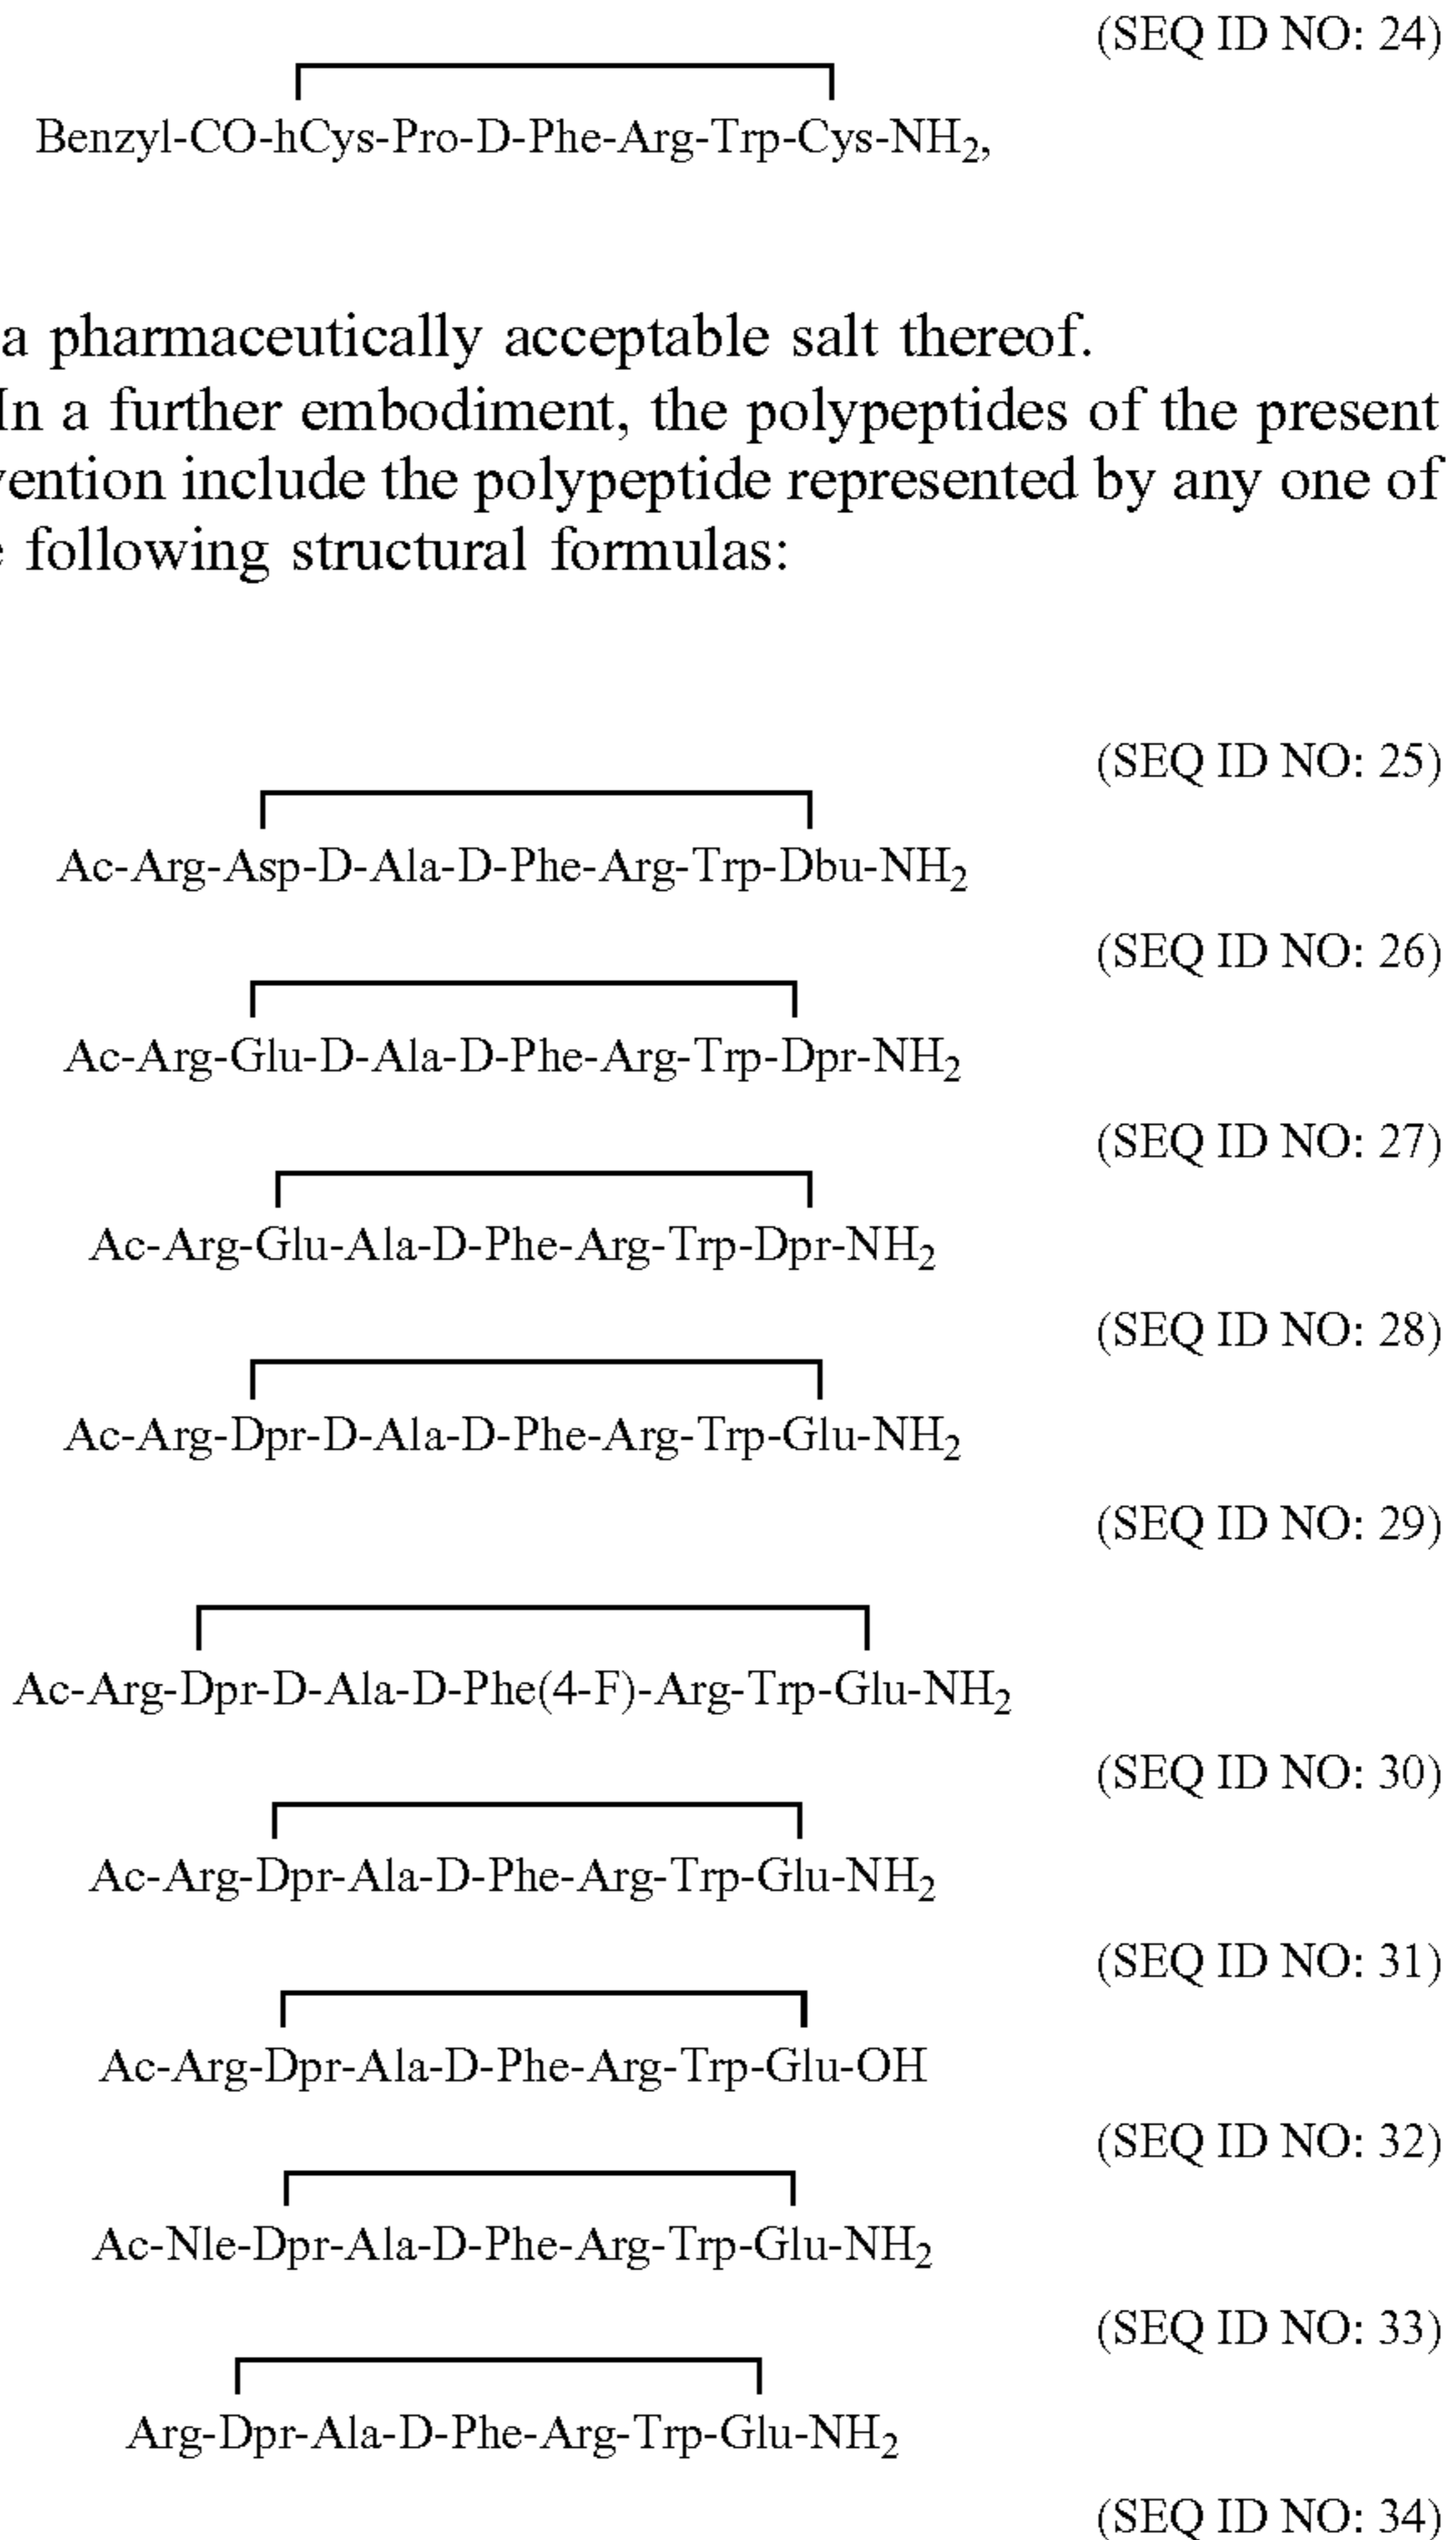 (SEQ ID NO: 24)
Benzyl-CO-hCys-Pro-D-Phe-Arg-Trp-Cys-NH₂,
a pharmaceutically acceptable salt thereof.
In a further embodiment, the polypeptides of the present
vention include the polypeptide represented by any one of
e following structural formulas:
(SEQ ID NO: 25)
Ac-Arg-Asp-D-Ala-D-Phe-Arg-Trp-Dbu-NH₂
(SEQ ID NO: 26)
Ac-Arg-Glu-D-Ala-D-Phe-Arg-Trp-Dpr-NH₂
(SEQ ID NO: 27)
Ac-Arg-Glu-Ala-D-Phe-Arg-Trp-Dpr-NH₂
(SEQ ID NO: 28)
Ac-Arg-Dpr-D-Ala-D-Phe-Arg-Trp-Glu-NH₂
(SEQ ID NO: 29)
Ac-Arg-Dpr-D-Ala-D-Phe(4-F)-Arg-Trp-Glu-NH₂
(SEQ ID NO: 30)
Ac-Arg-Dpr-Ala-D-Phe-Arg-Trp-Glu-NH₂
(SEQ ID NO: 31)
Ac-Arg-Dpr-Ala-D-Phe-Arg-Trp-Glu-OH
(SEQ ID NO: 32)
Ac-Nle-Dpr-Ala-D-Phe-Arg-Trp-Glu-NH₂
(SEQ ID NO: 33)
Arg-Dpr-Ala-D-Phe-Arg-Trp-Glu-NH₂
(SEQ ID NO: 34)